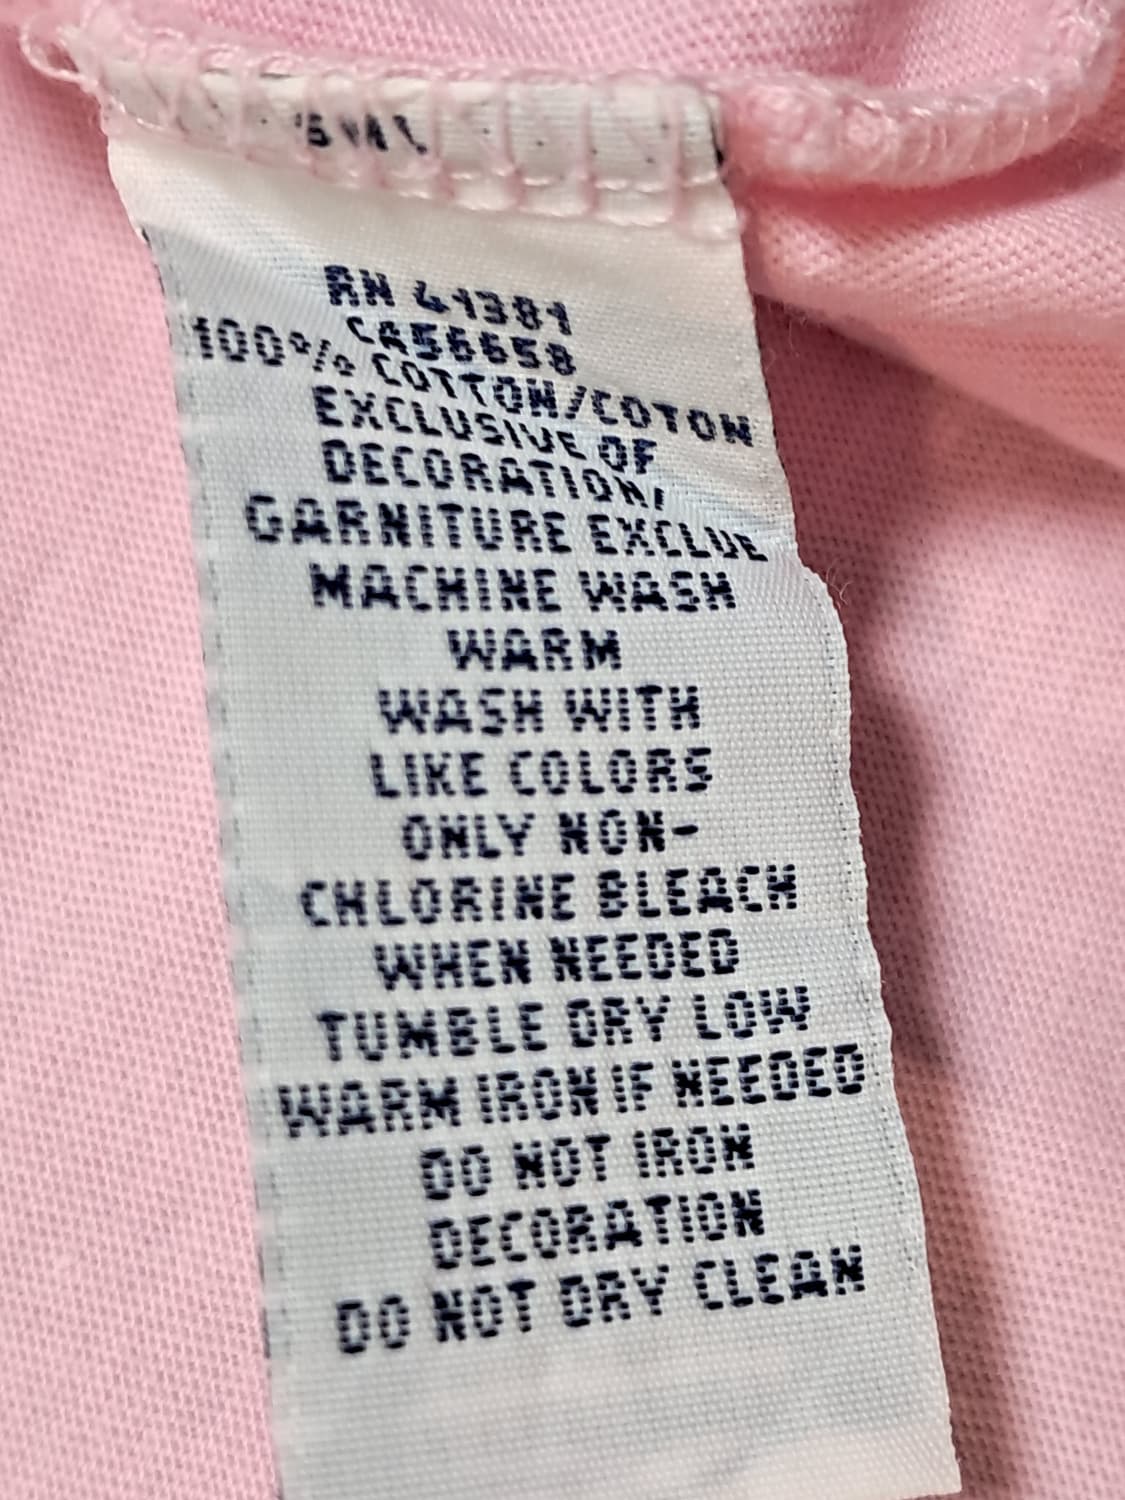 RN 41381
CA56658
100% COTTON/COTON
EXCLUSIVE OF
DECORATION/
GARNITURE EXCLUE
MACHINE WASH
WARM
WASH WITH
LIKE COLORS
ONLY NON-
CHLORINE BLEACH
WHEN NEEDED
TUMBLE DRY LOW
WARM IRON IF NEEDED
DO NOT IRON
DECORATION
DO NOT DRY CLEAN